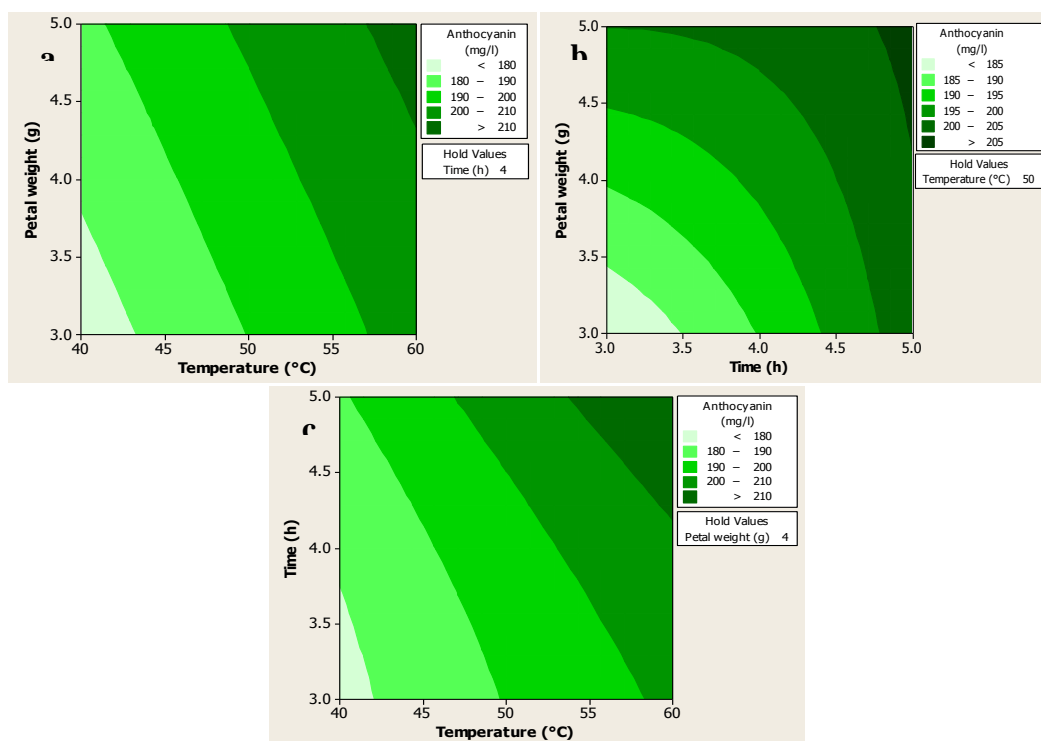 a
5.0
4.5
4.0
3.5
3.0
Petal weight (g)
40 45 50 55 60
Temperature (°C)
Anthocyanin
(mg/l)
< 180
180 – 190
190 – 200
200 – 210
> 210
Hold Values
Time (h) 4
b
5.0
4.5
4.0
3.5
3.0
Petal weight (g)
3.0 3.5 4.0 4.5 5.0
Time (h)
Anthocyanin
(mg/l)
< 185
185 – 190
190 – 195
195 – 200
200 – 205
> 205
Hold Values
Temperature (°C) 50
c
5.0
4.5
4.0
3.5
3.0
Time (h)
40 45 50 55 60
Temperature (°C)
Anthocyanin
(mg/l)
< 180
180 – 190
190 – 200
200 – 210
> 210
Hold Values
Petal weight (g) 4